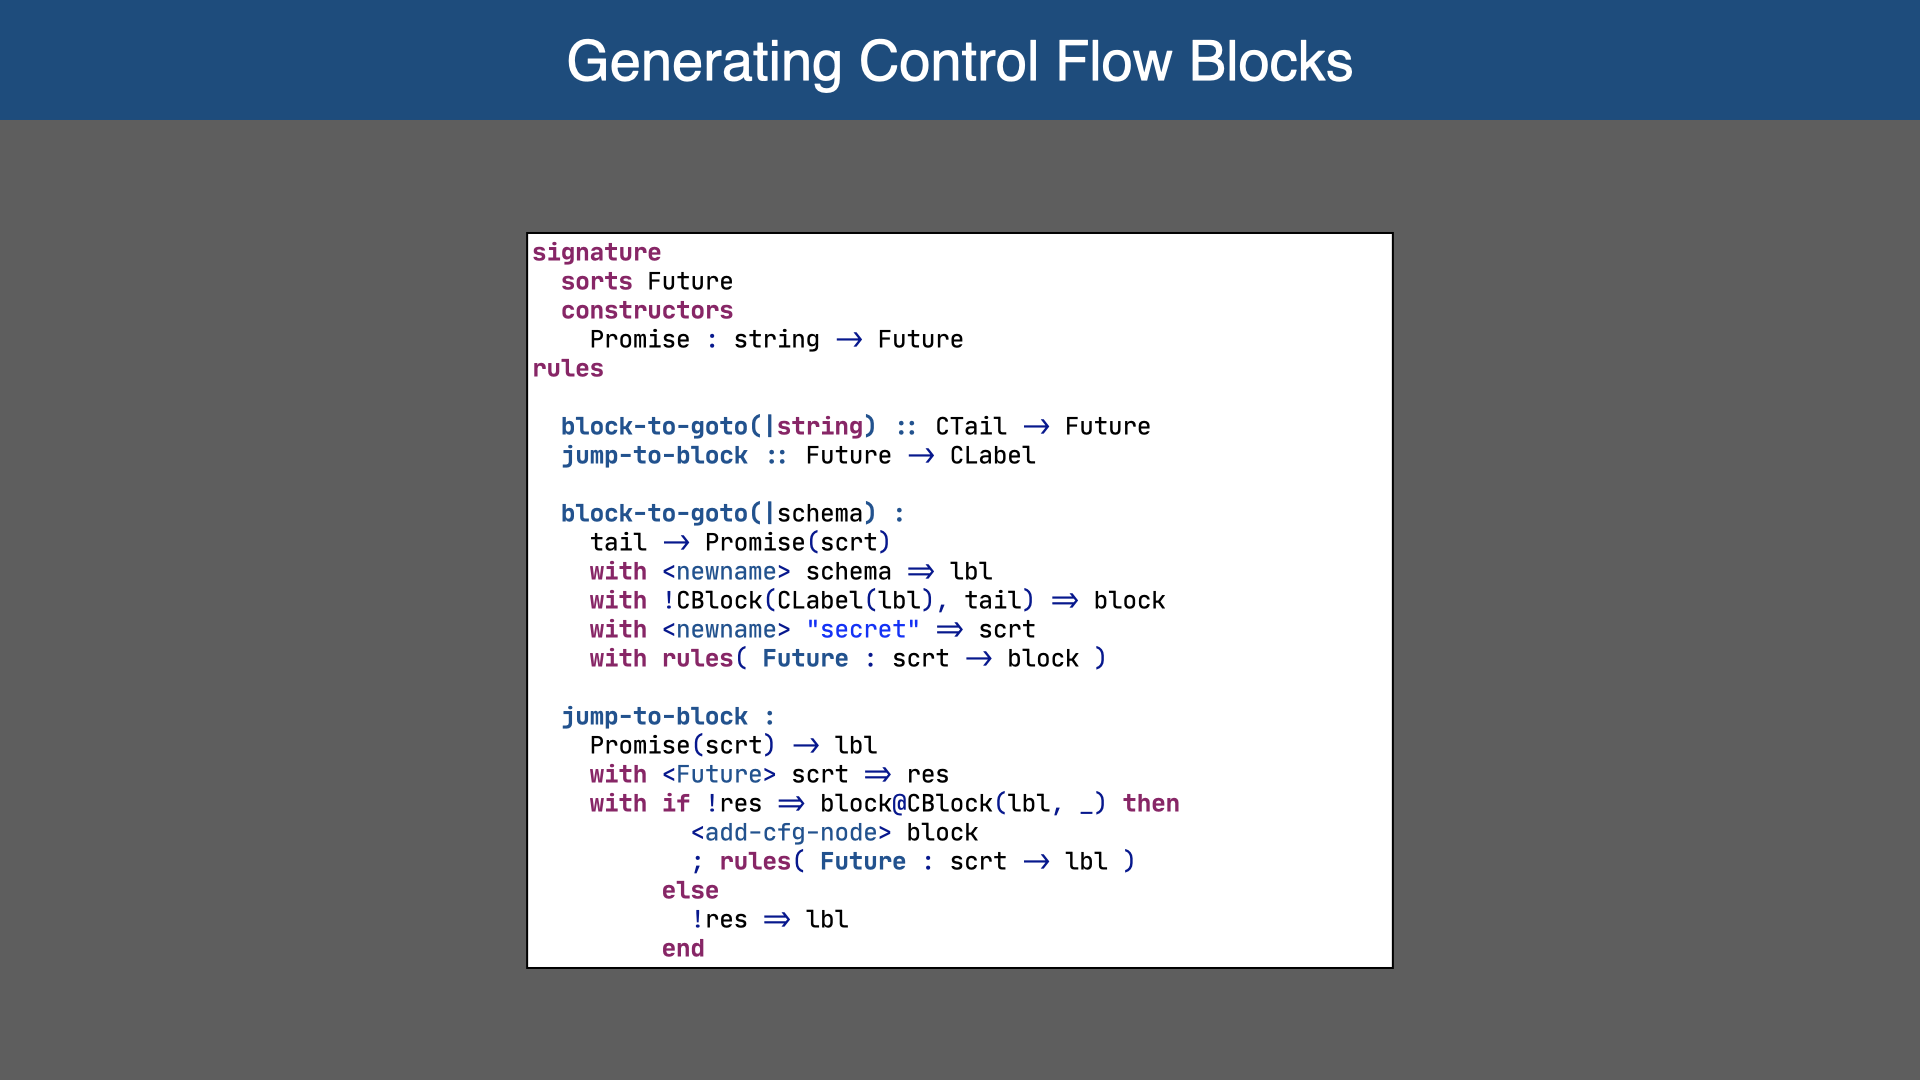 Generating Control Flow Blocks
signature
  sorts Future
  constructors
    Promise : string → Future
rules

  block-to-goto(|string) :: CTail → Future
  jump-to-block :: Future → CLabel

  block-to-goto(|schema) :
    tail → Promise(scrt)
    with <newname> schema ⇒ lbl
    with !CBlock(CLabel(lbl), tail) ⇒ block
    with <newname> "secret" ⇒ scrt
    with rules( Future : scrt → block )

  jump-to-block :
    Promise(scrt) → lbl
    with <Future> scrt ⇒ res
    with if !res ⇒ block@CBlock(lbl, _) then
           <add-cfg-node> block
           ; rules( Future : scrt → lbl )
         else
           !res ⇒ lbl
         end